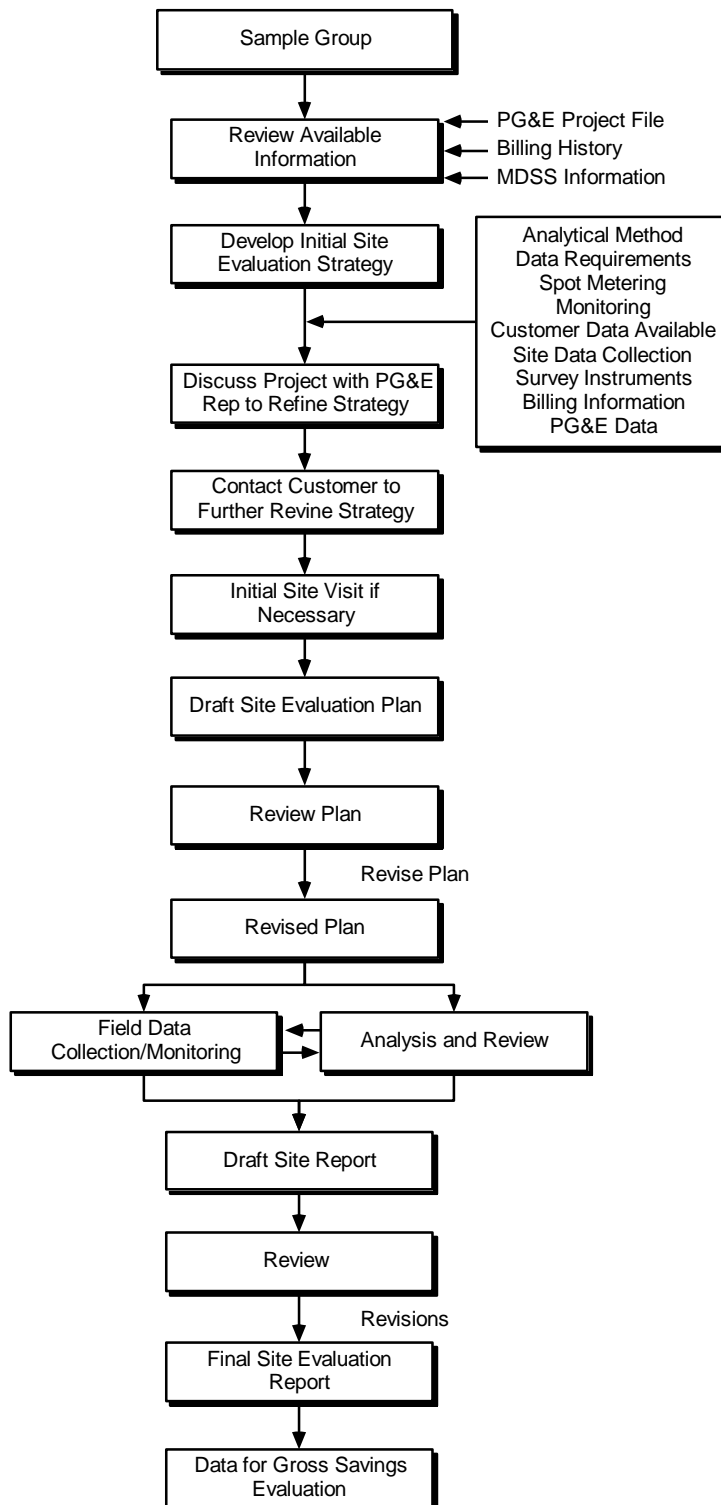 Sample Group
Review Available
Information
PG&E Project File
Billing History
MDSS Information
Develop Initial Site
Evaluation Strategy
Analytical Method
Data Requirements
Spot Metering
Monitoring
Customer Data Available
Site Data Collection
Survey Instruments
Billing Information
PG&E Data
Discuss Project with PG&E
Rep to Refine Strategy
Contact Customer to
Further Revine Strategy
Initial Site Visit if
Necessary
Draft Site Evaluation Plan
Review Plan
Revise Plan
Revised Plan
Field Data
Collection/Monitoring
Analysis and Review
Draft Site Report
Review
Revisions
Final Site Evaluation
Report
Data for Gross Savings
Evaluation